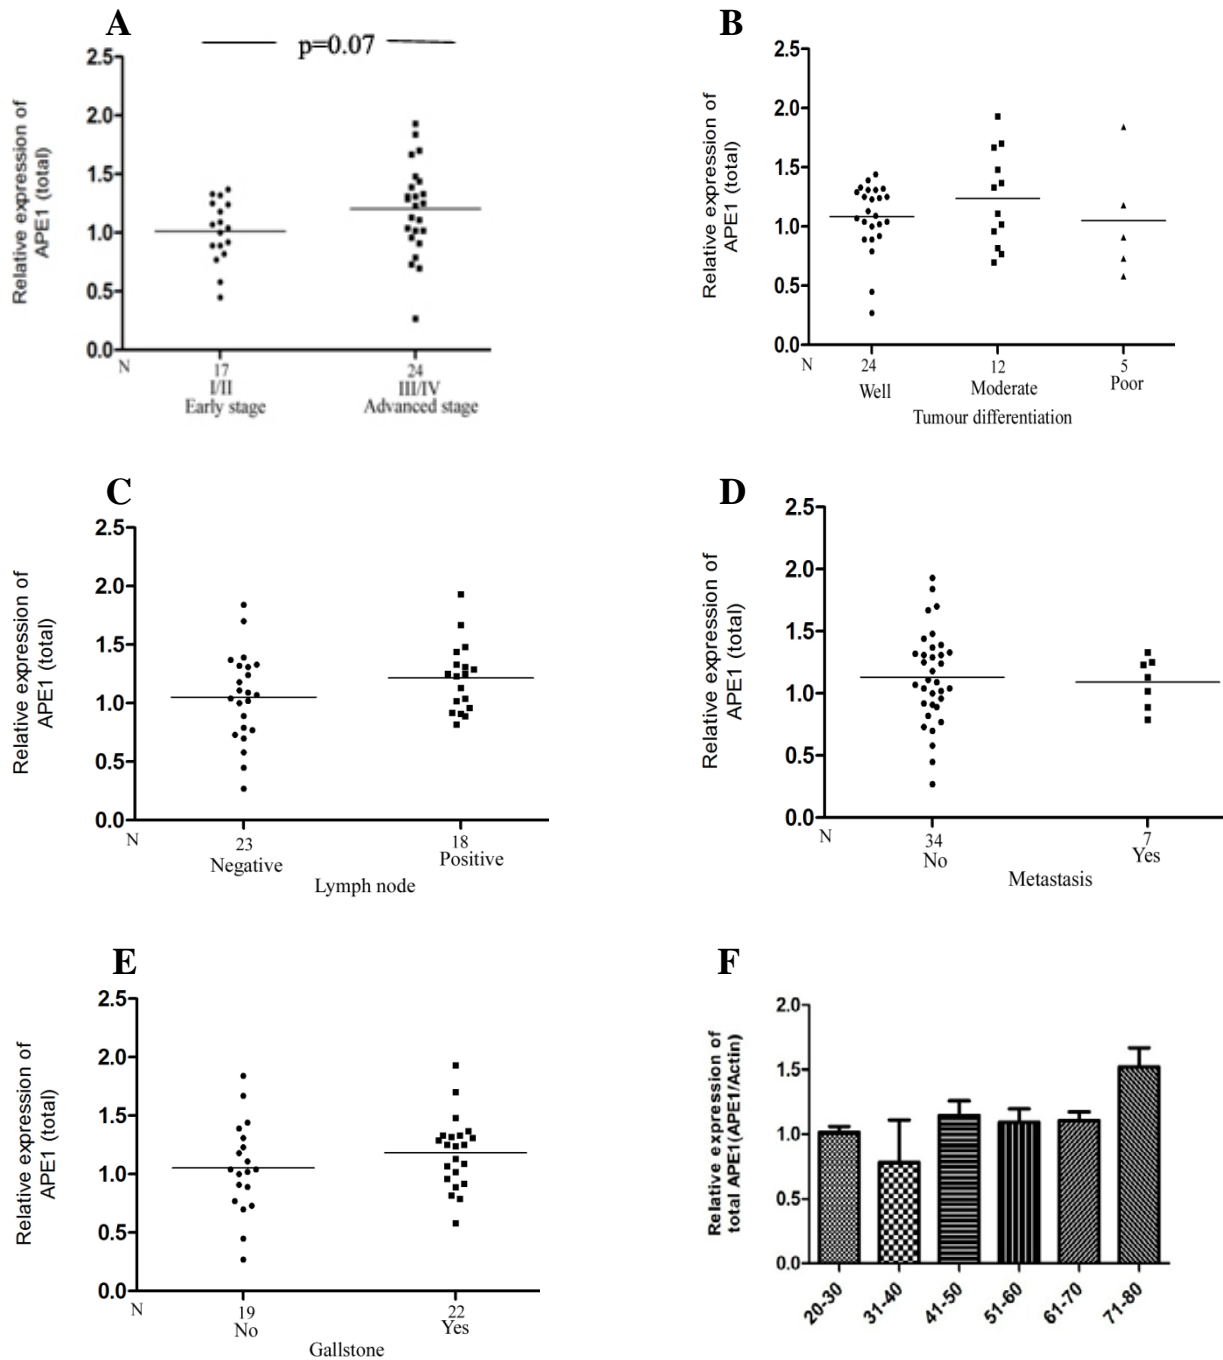 A
p=0.07
Relative expression of
APE1 (total)
2.5
2.0
1.5
1.0
0.5
0.0
N
17
24
I/II
III/IV
Early stage
Advanced stage
B
Relative expression of
APE1 (total)
2.5
2.0
1.5
1.0
0.5
0.0
N
24
12
5
Well
Moderate
Poor
Tumour differentiation
C
Relative expression of
APE1 (total)
2.5
2.0
1.5
1.0
0.5
0.0
N
23
18
Negative
Positive
Lymph node
D
Relative expression of
APE1 (total)
2.5
2.0
1.5
1.0
0.5
0.0
N
34
7
No
Yes
Metastasis
E
Relative expression of
APE1 (total)
2.5
2.0
1.5
1.0
0.5
0.0
N
19
22
No
Yes
Gallstone
F
Relative expression of
total APE1(APE1/Actin)
2.0
1.5
1.0
0.5
0.0
20-30
31-40
41-50
51-60
61-70
71-80